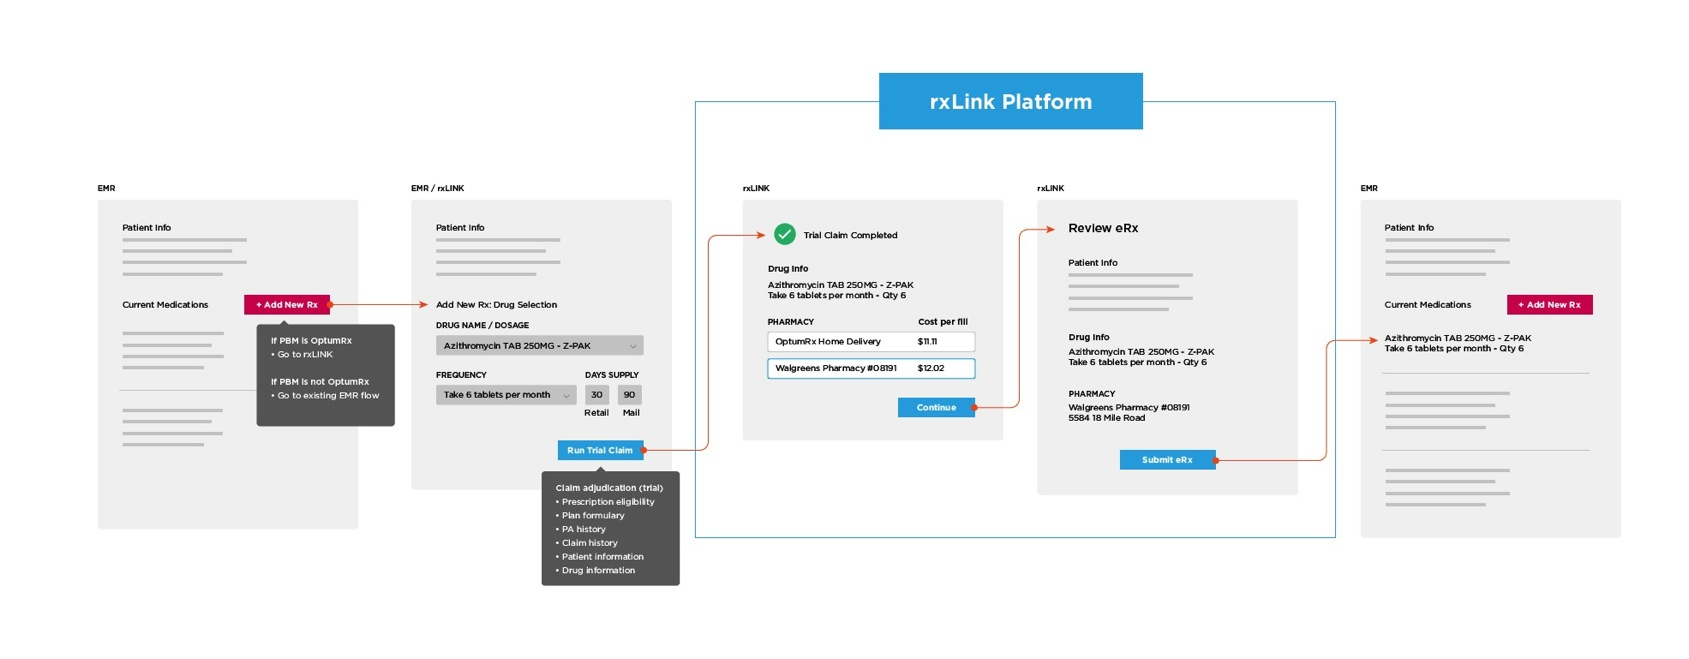 rxLink Platform
EMR
Patient Info
Current Medications
+ Add New Rx
If PBM is OptumRx
• Go to rxLINK
If PBM is not OptumRx
• Go to existing EMR flow
EMR / rxLINK
Patient Info
Add New Rx: Drug Selection
DRUG NAME / DOSAGE
Azithromycin TAB 250MG - Z-PAK
FREQUENCY
DAYS SUPPLY
Take 6 tablets per month
30
90
Retail
Mail
Run Trial Claim
Claim adjudication (trial)
• Prescription eligibility
• Plan formulary
• PA history
• Claim history
• Patient information
• Drug information
rxLINK
Trial Claim Completed
Drug Info
Azithromycin TAB 250MG - Z-PAK
Take 6 tablets per month - Qty 6
PHARMACY
Cost per fill
OptumRx Home Delivery
$11.11
Walgreens Pharmacy #08191
$12.02
Continue
rxLINK
Review eRx
Patient Info
Drug Info
Azithromycin TAB 250MG - Z-PAK
Take 6 tablets per month - Qty 6
PHARMACY
Walgreens Pharmacy #08191
5584 18 Mile Road
Submit eRx
EMR
Patient Info
Current Medications
+ Add New Rx
Azithromycin TAB 250MG - Z-PAK
Take 6 tablets per month - Qty 6